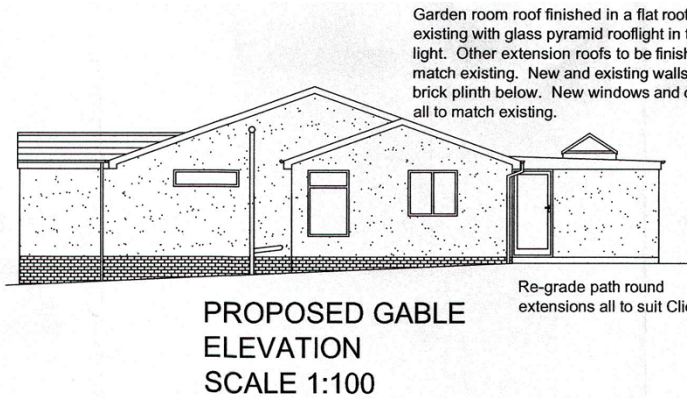 Garden room roof finished in a flat roof
existing with glass pyramid rooflight in
light. Other extension roofs to be
match existing. New and existing walls
brick plinth below. New windows and
all to match existing.
Re-grade path round
extensions all to suit
PROPOSED GABLE
ELEVATION
SCALE 1:100